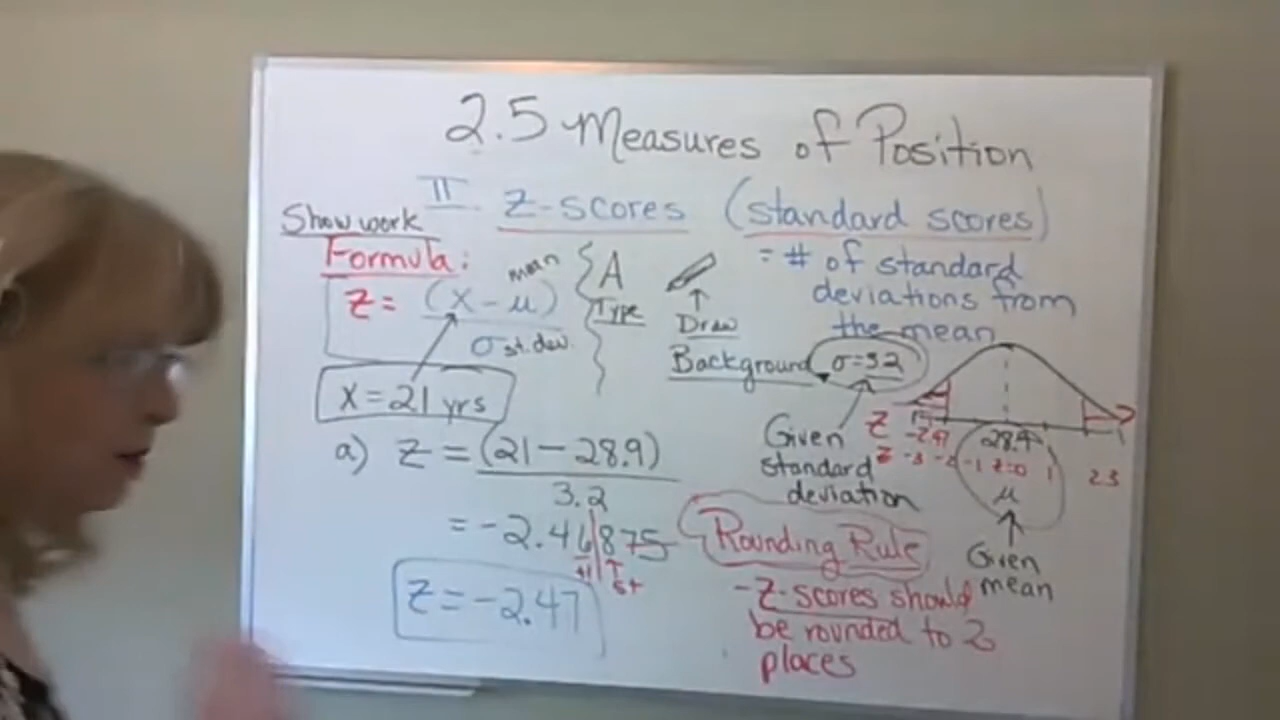 2.5 Measures of Position
II. Z-scores (standard scores)
= # of standard
deviations from
the mean
Show work
Formula:
Z = (x - μ)
mean
σ st. dev.
A
Type
Draw
Background
σ=3.2
x = 21 yrs
a) Z = (21 - 28.9)
3.2
= -2.46875
+1
5+
Z = -2.47
Given
standard
deviation
Z -2.47 28.9
Z -3 -2 -1 z=0 1 2 3
μ
Given
mean
Rounding Rule
- Z-scores should
be rounded to 2
places